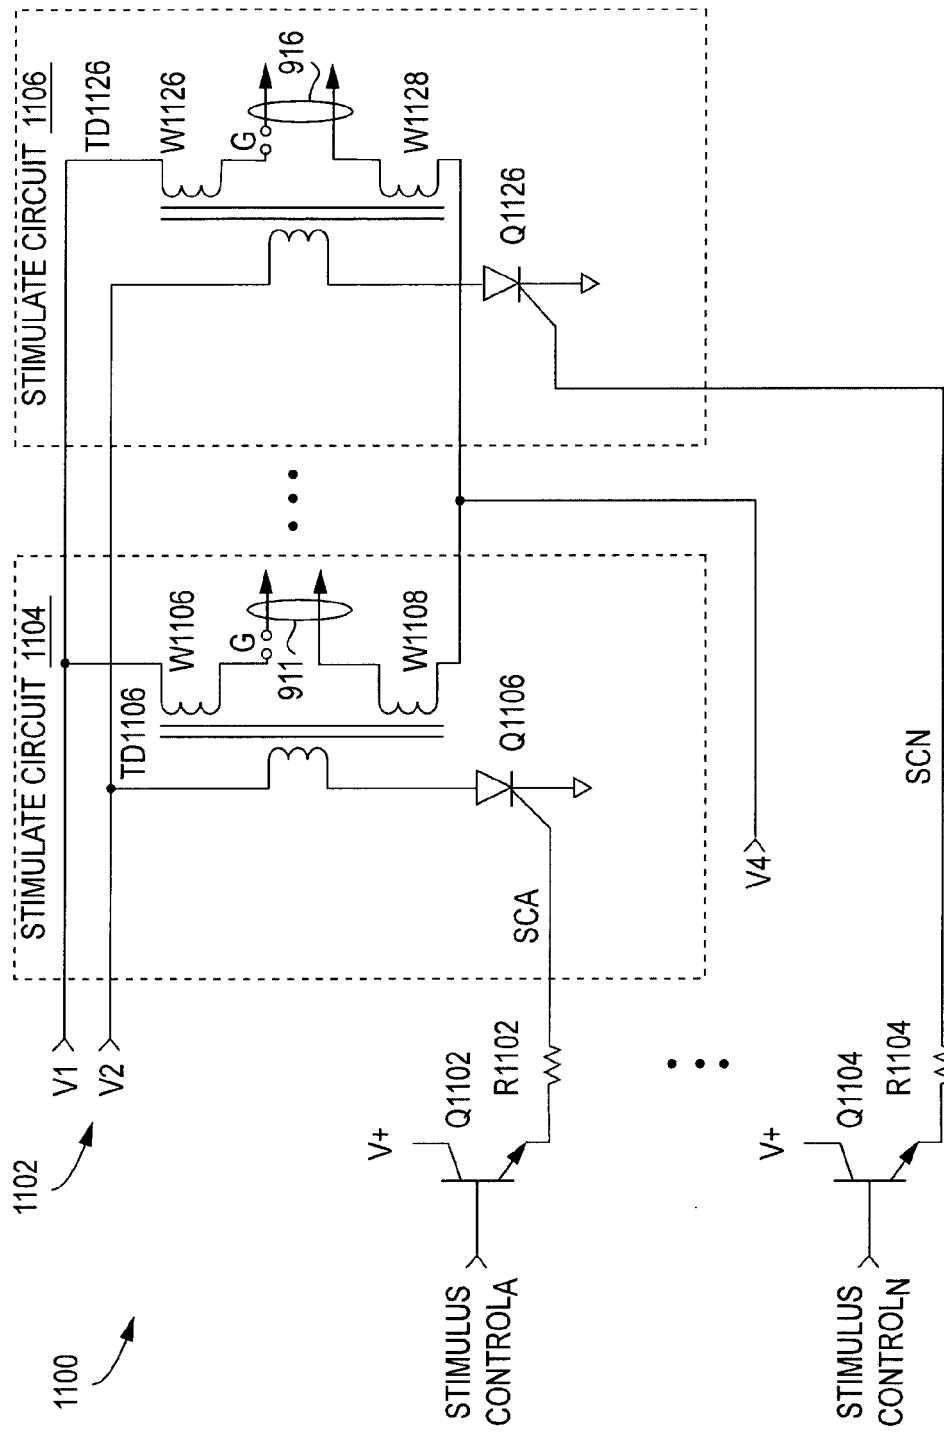 STIMULATE CIRCUIT 1104
STIMULATE CIRCUIT 1106
V1
V2
1102
1100
TD1106
W1106
G
911
W1108
Q1106
SCA
TD1126
W1126
G
916
W1128
Q1126
V4
SCN
V+
Q1102
R1102
STIMULUS
CONTROLA
V+
Q1104
R1104
STIMULUS
CONTROLN